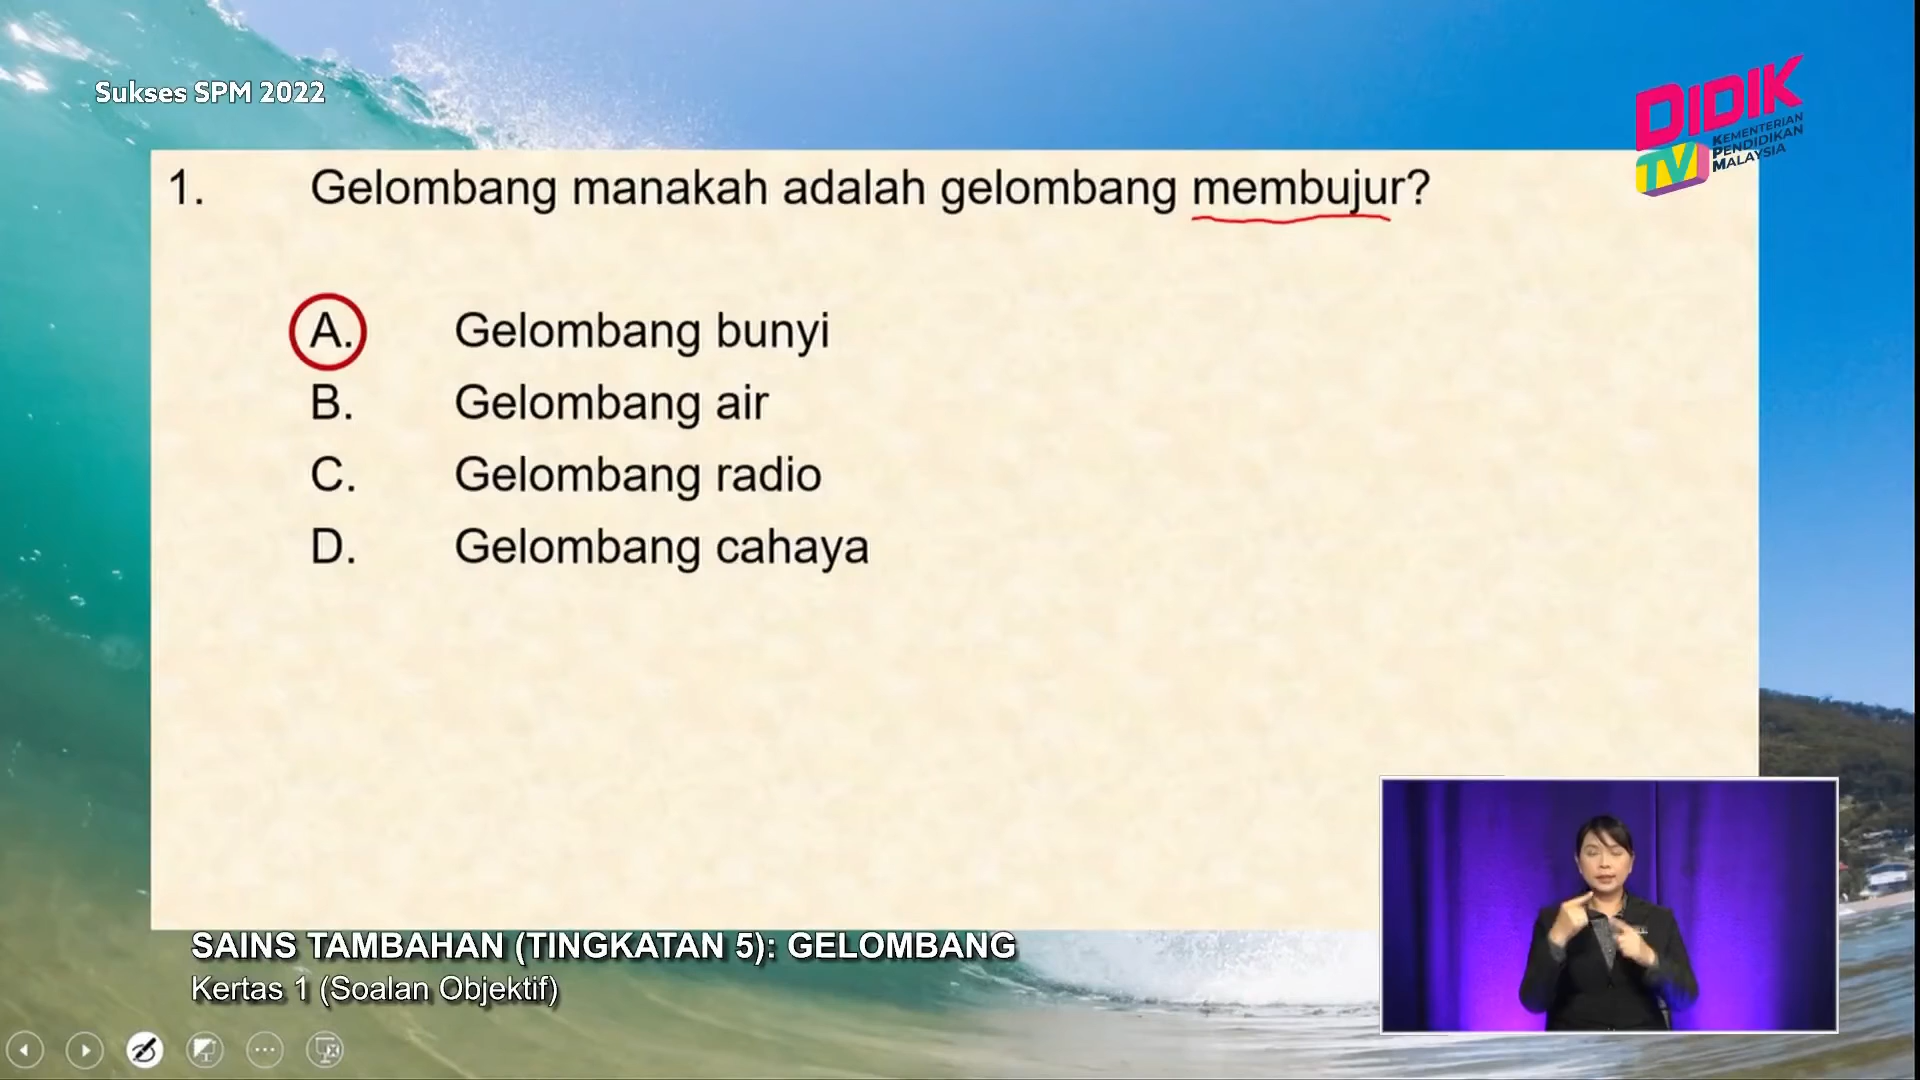 Sukses SPM 2022
DIDIK
TV
KEMENTERIAN
PENDIDIKAN
MALAYSIA
1. Gelombang manakah adalah gelombang membujur?
A. Gelombang bunyi
B. Gelombang air
C. Gelombang radio
D. Gelombang cahaya
SAINS TAMBAHAN (TINGKATAN 5): GELOMBANG
Kertas 1 (Soalan Objektif)